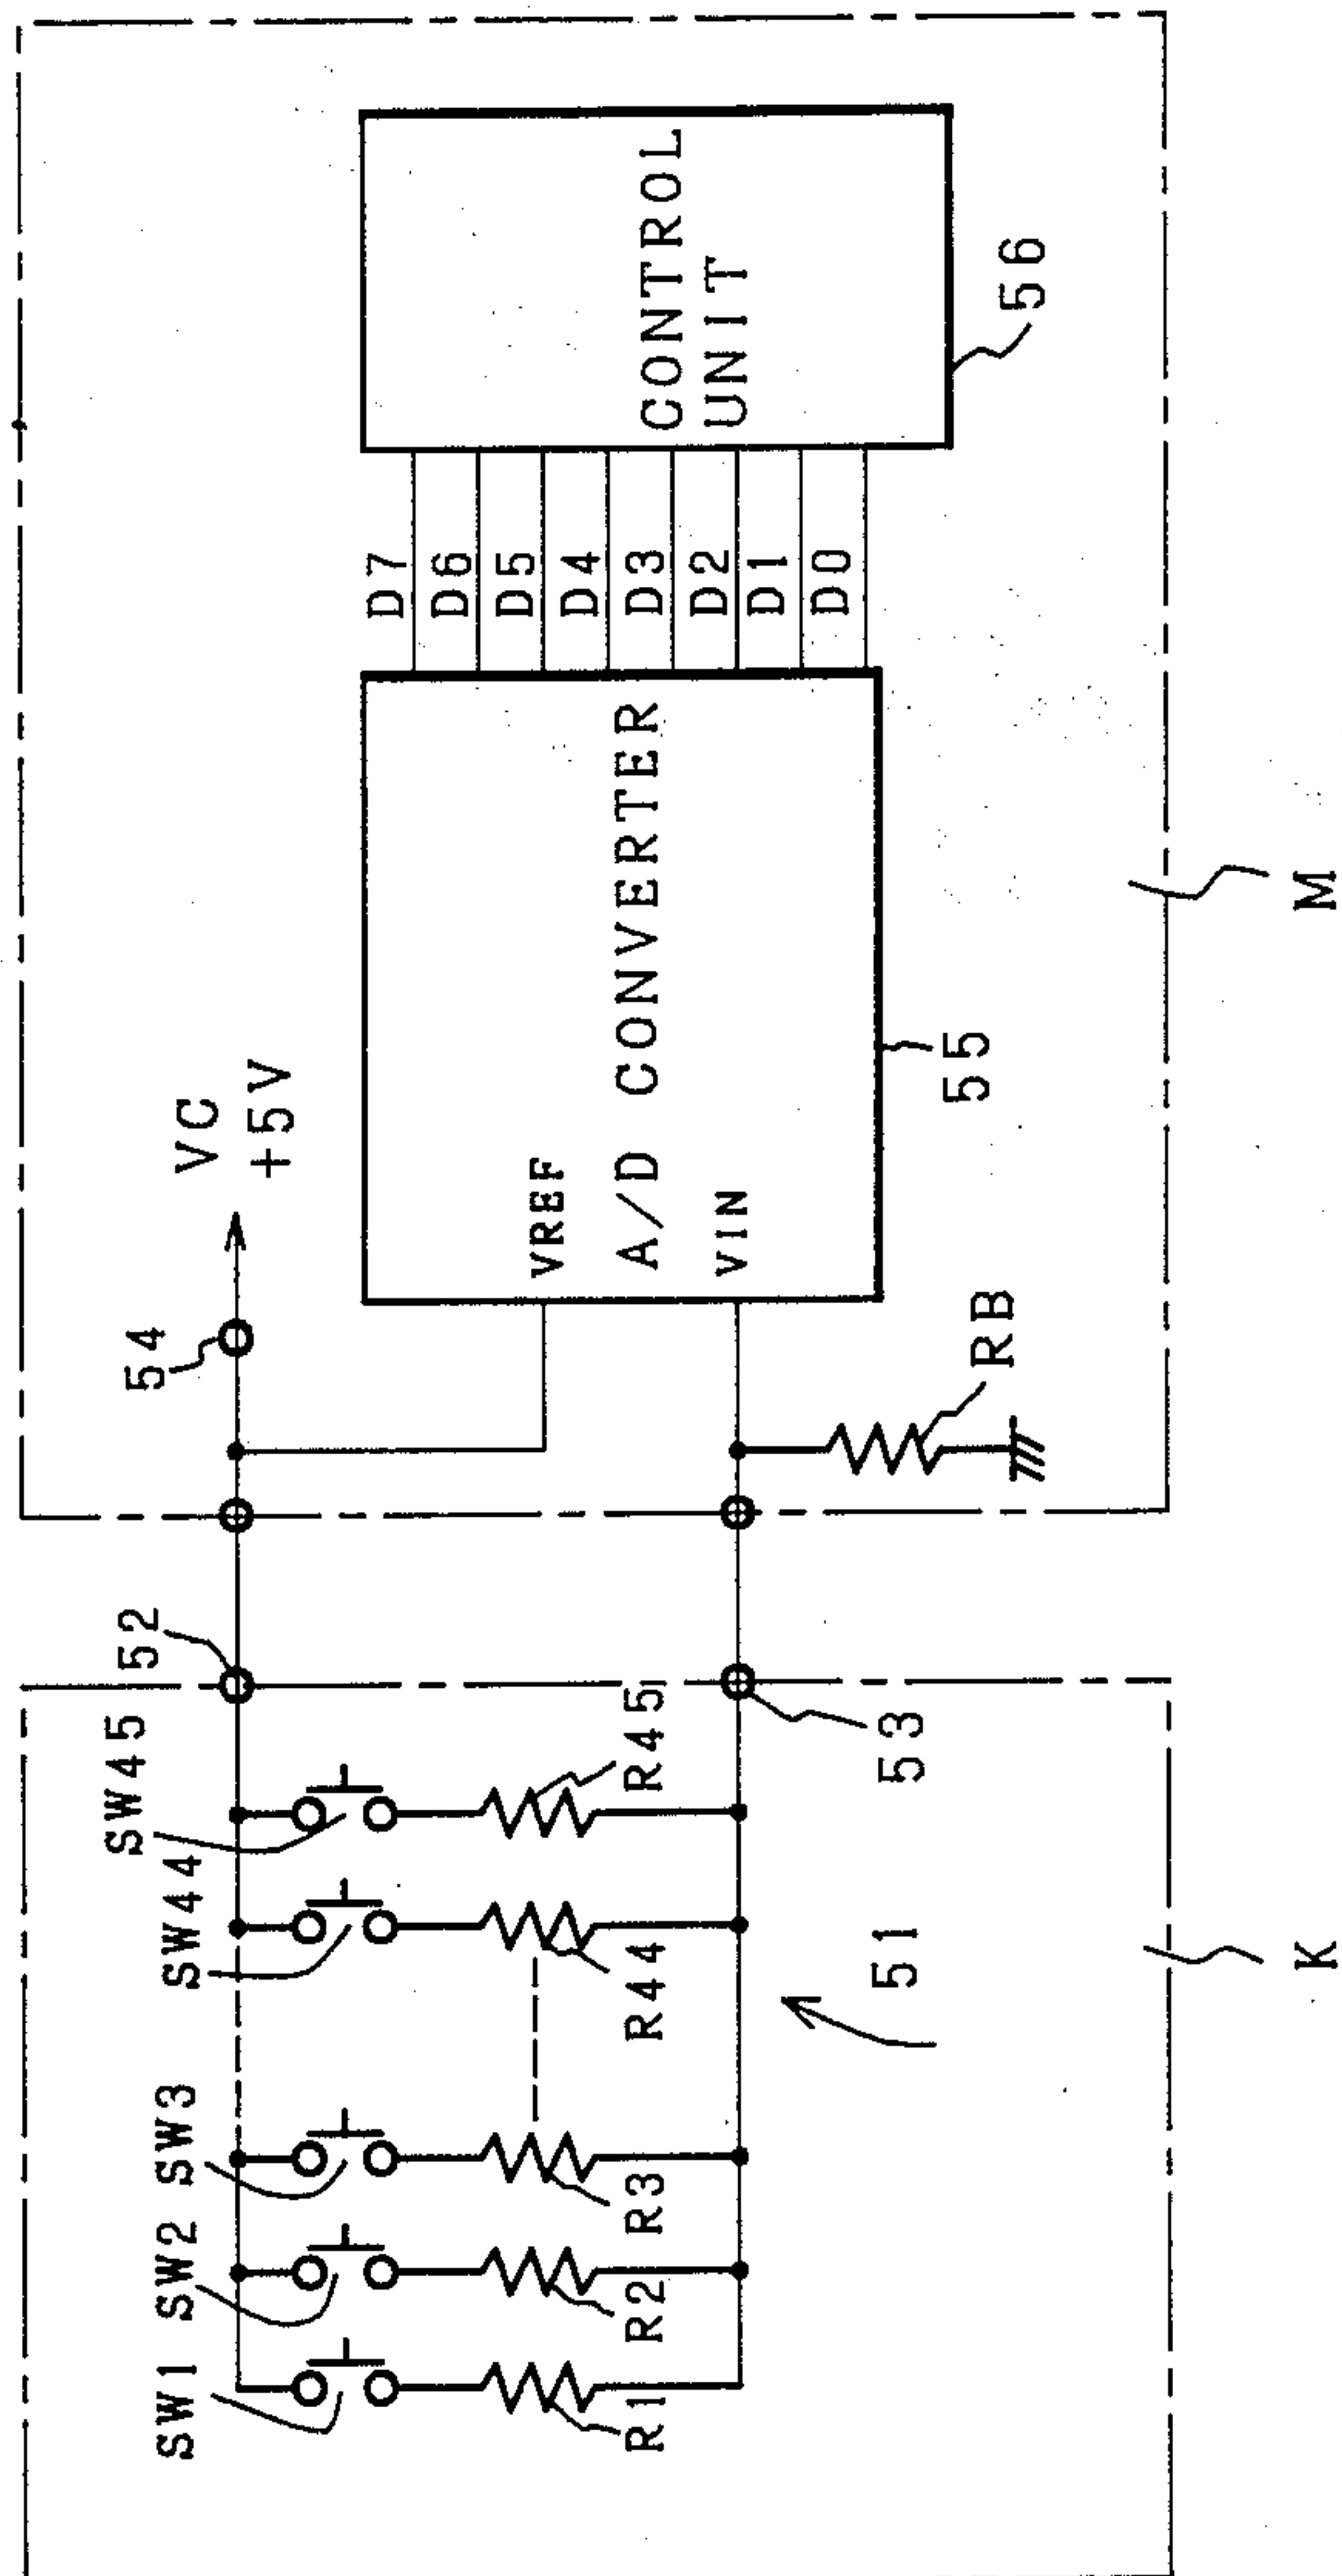 SW1
SW2
SW3
SW44
SW45
52
54
VC
+5V
R1
R2
R3
R44
R45
51
53
K
VREF
A/D CONVERTER
VIN
RB
55
D7
D6
D5
D4
D3
D2
D1
D0
CONTROL
UNIT
56
M